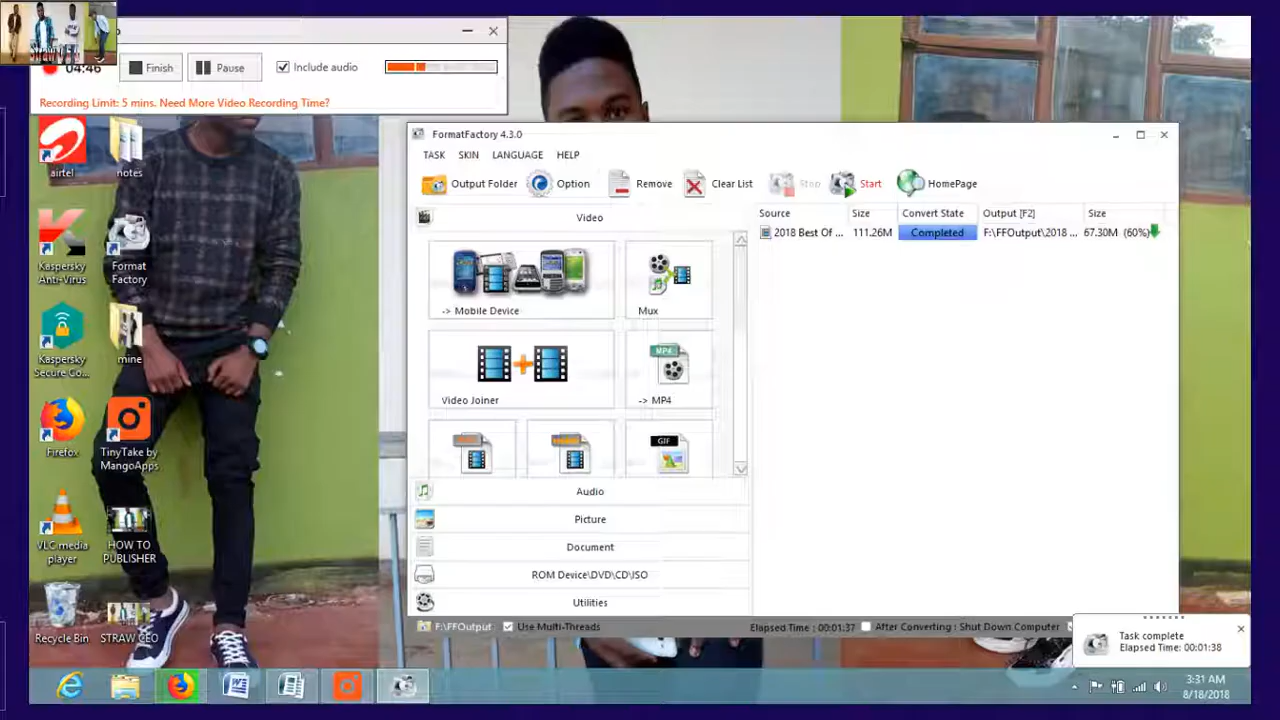 04:46
Finish
Pause
Include audio
Recording Limit: 5 mins. Need More Video Recording Time?
airtel
notes
Kaspersky
Anti-Virus
Format
Factory
Kaspersky
Secure Co...
mine
Firefox
TinyTake by
MangoApps
VLC media
player
HOW TO
PUBLISHER
Recycle Bin
STRAW CEO
FormatFactory 4.3.0
TASK SKIN LANGUAGE HELP
Output Folder Option Remove Clear List Stop Start HomePage
Video
Source Size Convert State Output [F2] Size
2018 Best Of ... 111.26M Completed F:\FFOutput\2018 ... 67.30M (60%)
-> Mobile Device
Mux
Video Joiner
MP4
-> MP4
GIF
Audio
Picture
Document
ROM Device\DVD\CD\ISO
Utilities
F:\FFOutput Use Multi-Threads Elapsed Time : 00:01:37 After Converting : Shut Down Computer
Task complete
Elapsed Time: 00:01:38
3:31 AM
8/18/2018